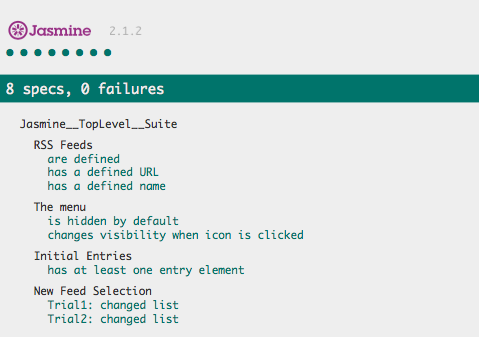 Jasmine 2.1.2
8 specs, 0 failures
Jasmine__TopLevel__Suite
RSS Feeds
are defined
has a defined URL
has a defined name
The menu
is hidden by default
changes visibility when icon is clicked
Initial Entries
has at least one entry element
New Feed Selection
Trial1: changed list
Trial2: changed list